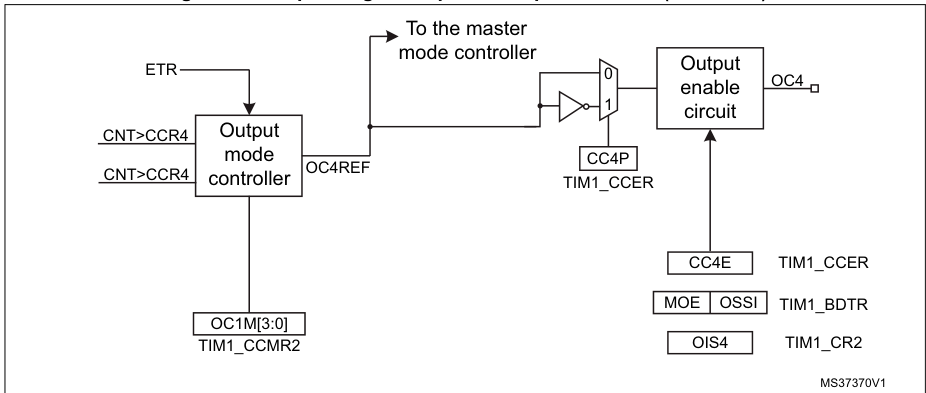 To the master
mode controller
ETR
0
1
Output
enable
circuit
OC4
CNT>CCR4
CNT>CCR4
Output
mode
controller
OC4REF
CC4P
TIM1_CCER
CC4E
TIM1_CCER
MOE
OSSI
TIM1_BDTR
OIS4
TIM1_CR2
OC1M[3:0]
TIM1_CCMR2
MS37370V1